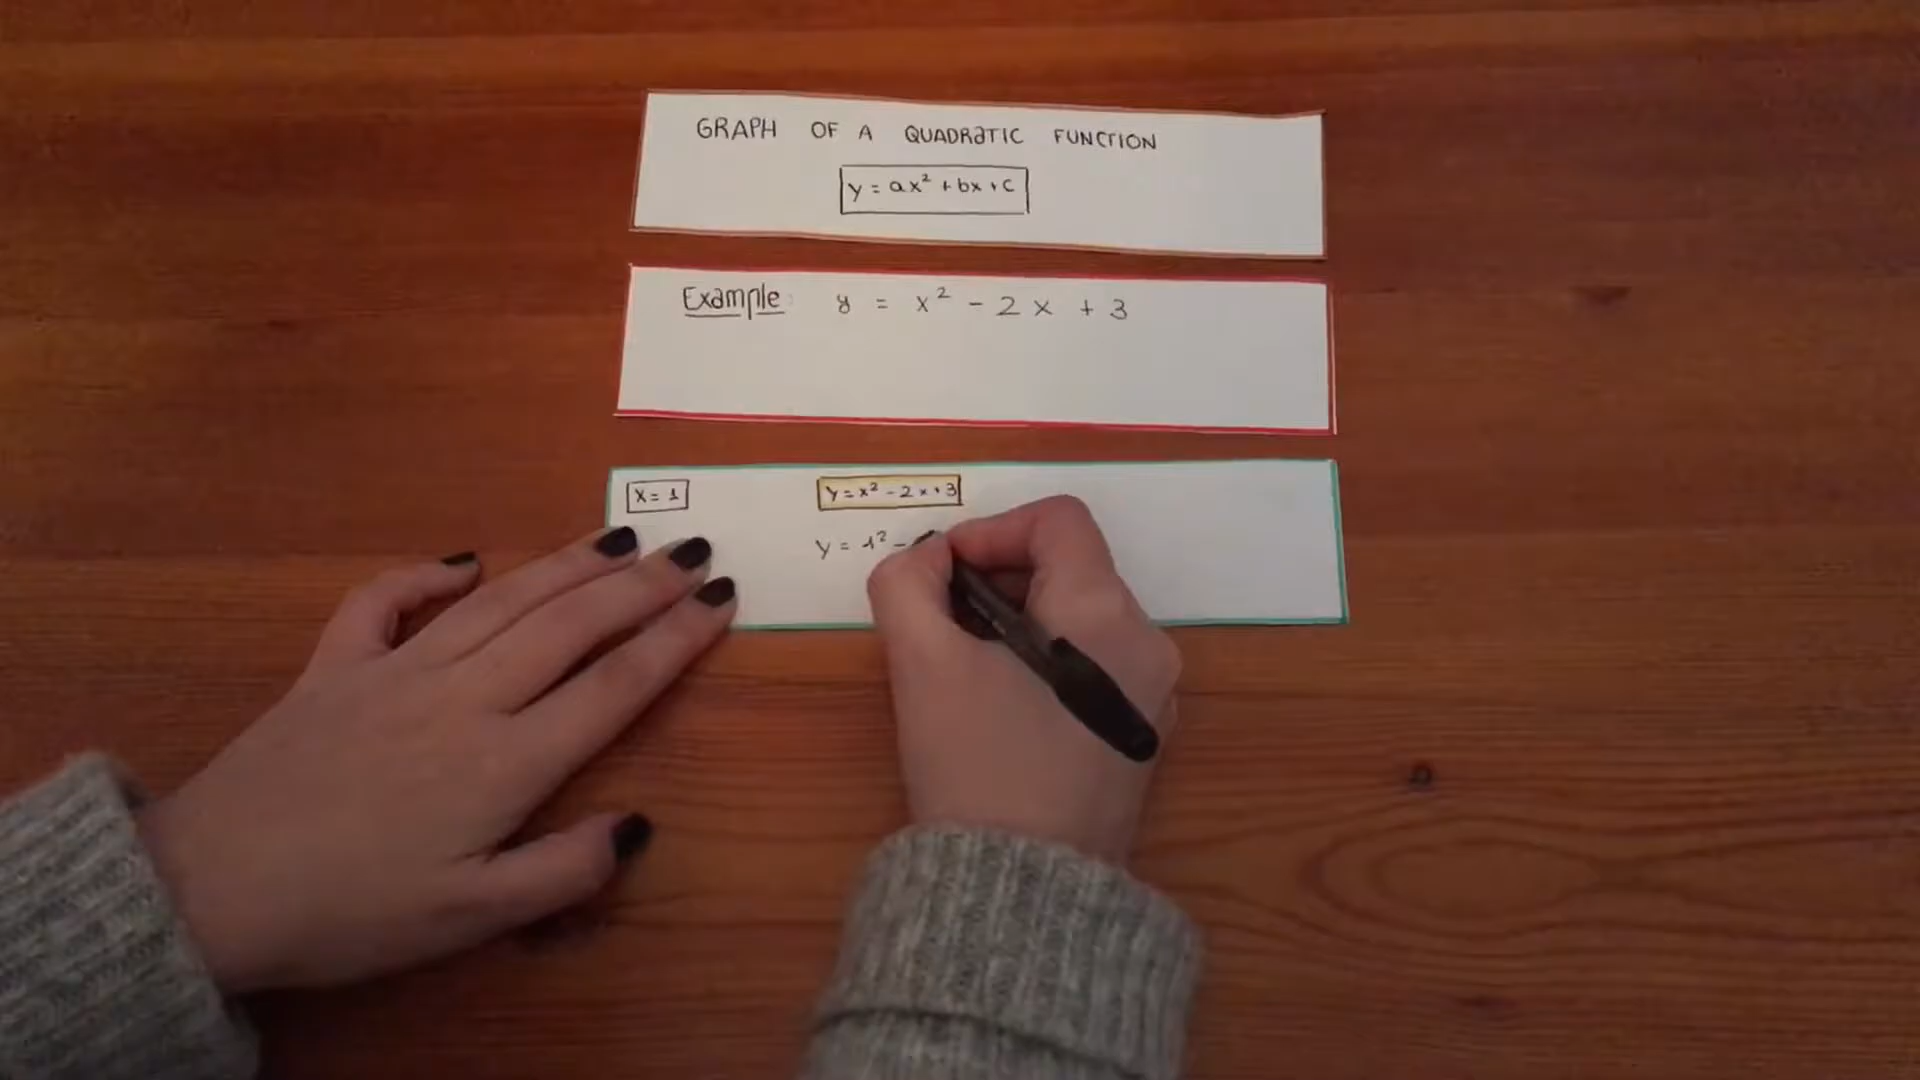 GRAPH OF A QUADRATIC FUNCTION
y = ax² + bx + c
Example: y = x² - 2x + 3
x = 1
y = x² - 2x + 3
y = 1² -